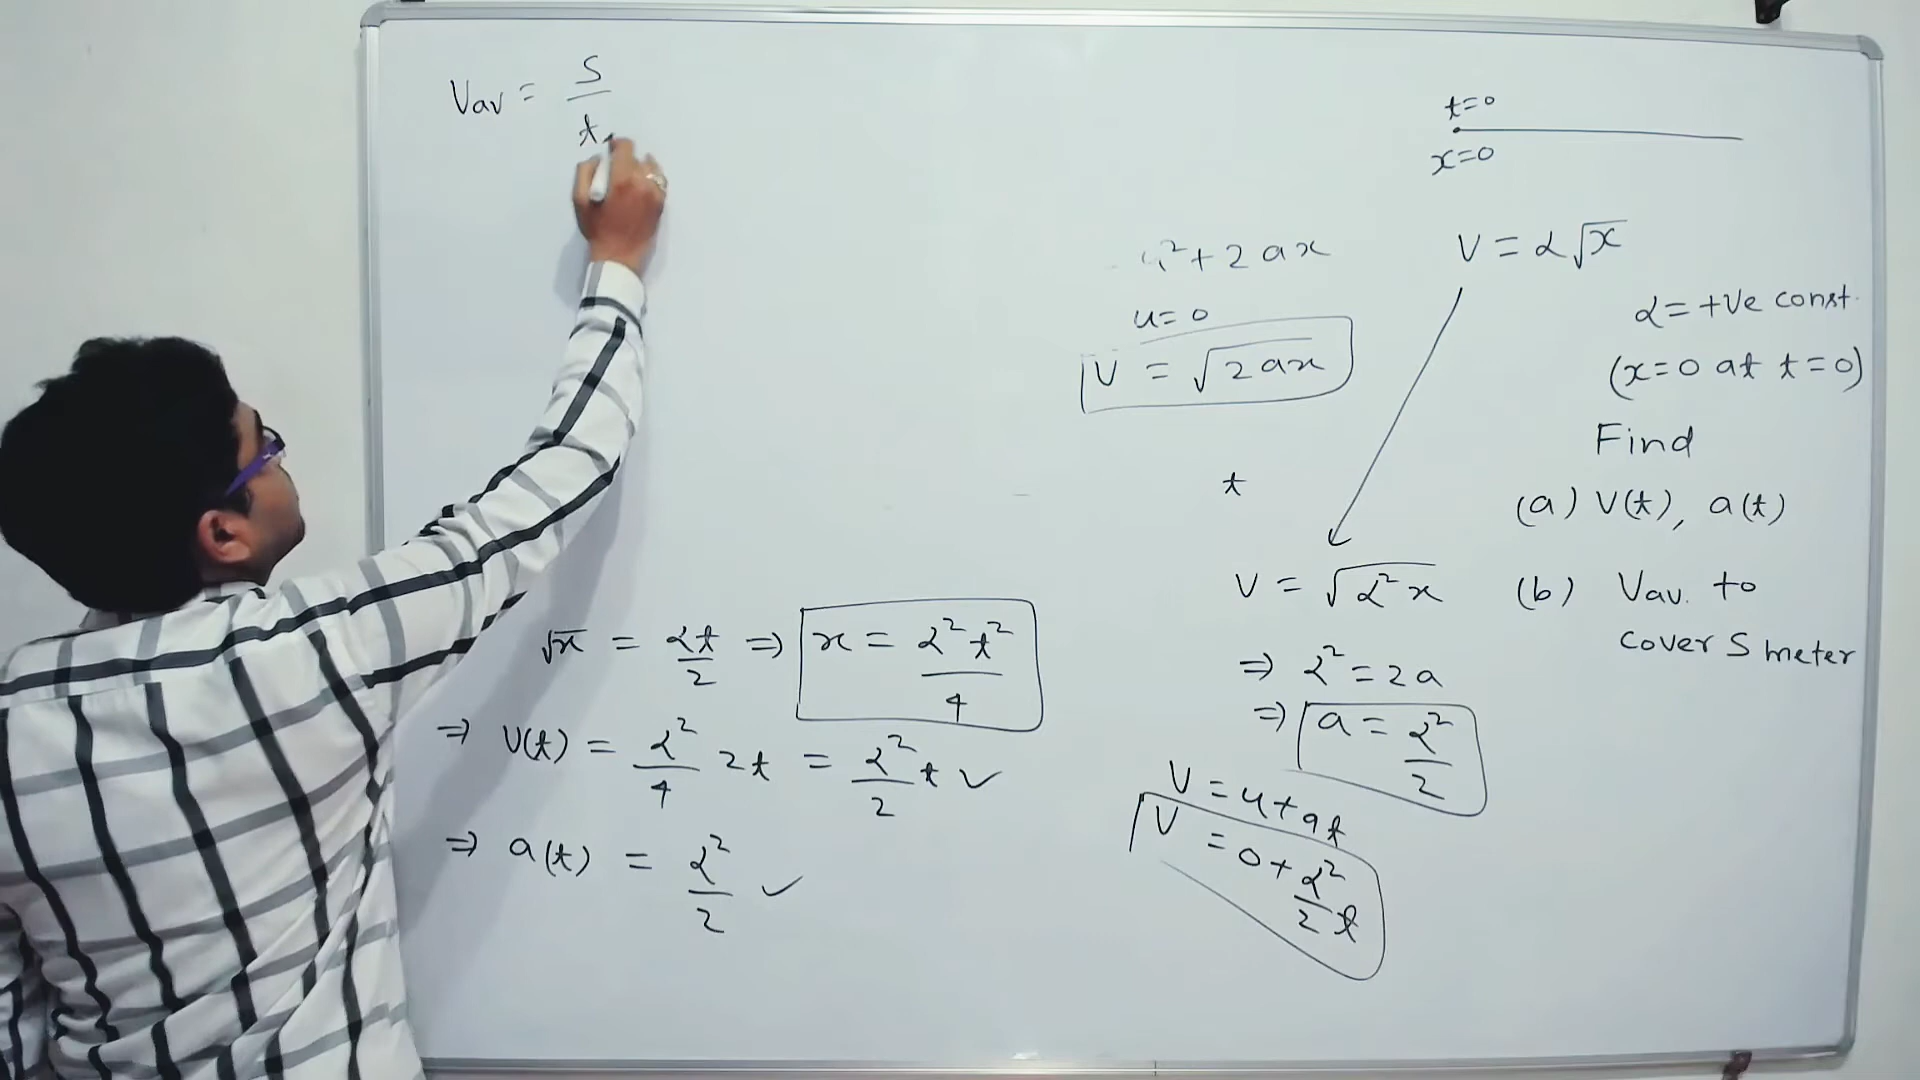 Vav = S/t
t=0
x=0
V = α√x
α = +ve const.
(x=0 at t=0)
Find
(a) V(t), a(t)
(b) Vav. to
cover S meter
² + 2ax
u=0
V = √2ax
t
V = √α²x
⇒ α² = 2a
⇒ a = α²/2
V = u+at
V = 0 + α²/2 t
√x = αt/2 ⇒ x = α²t²/4
⇒ V(t) = α²/4 2t = α²/2 t ✓
⇒ a(t) = α²/2 ✓